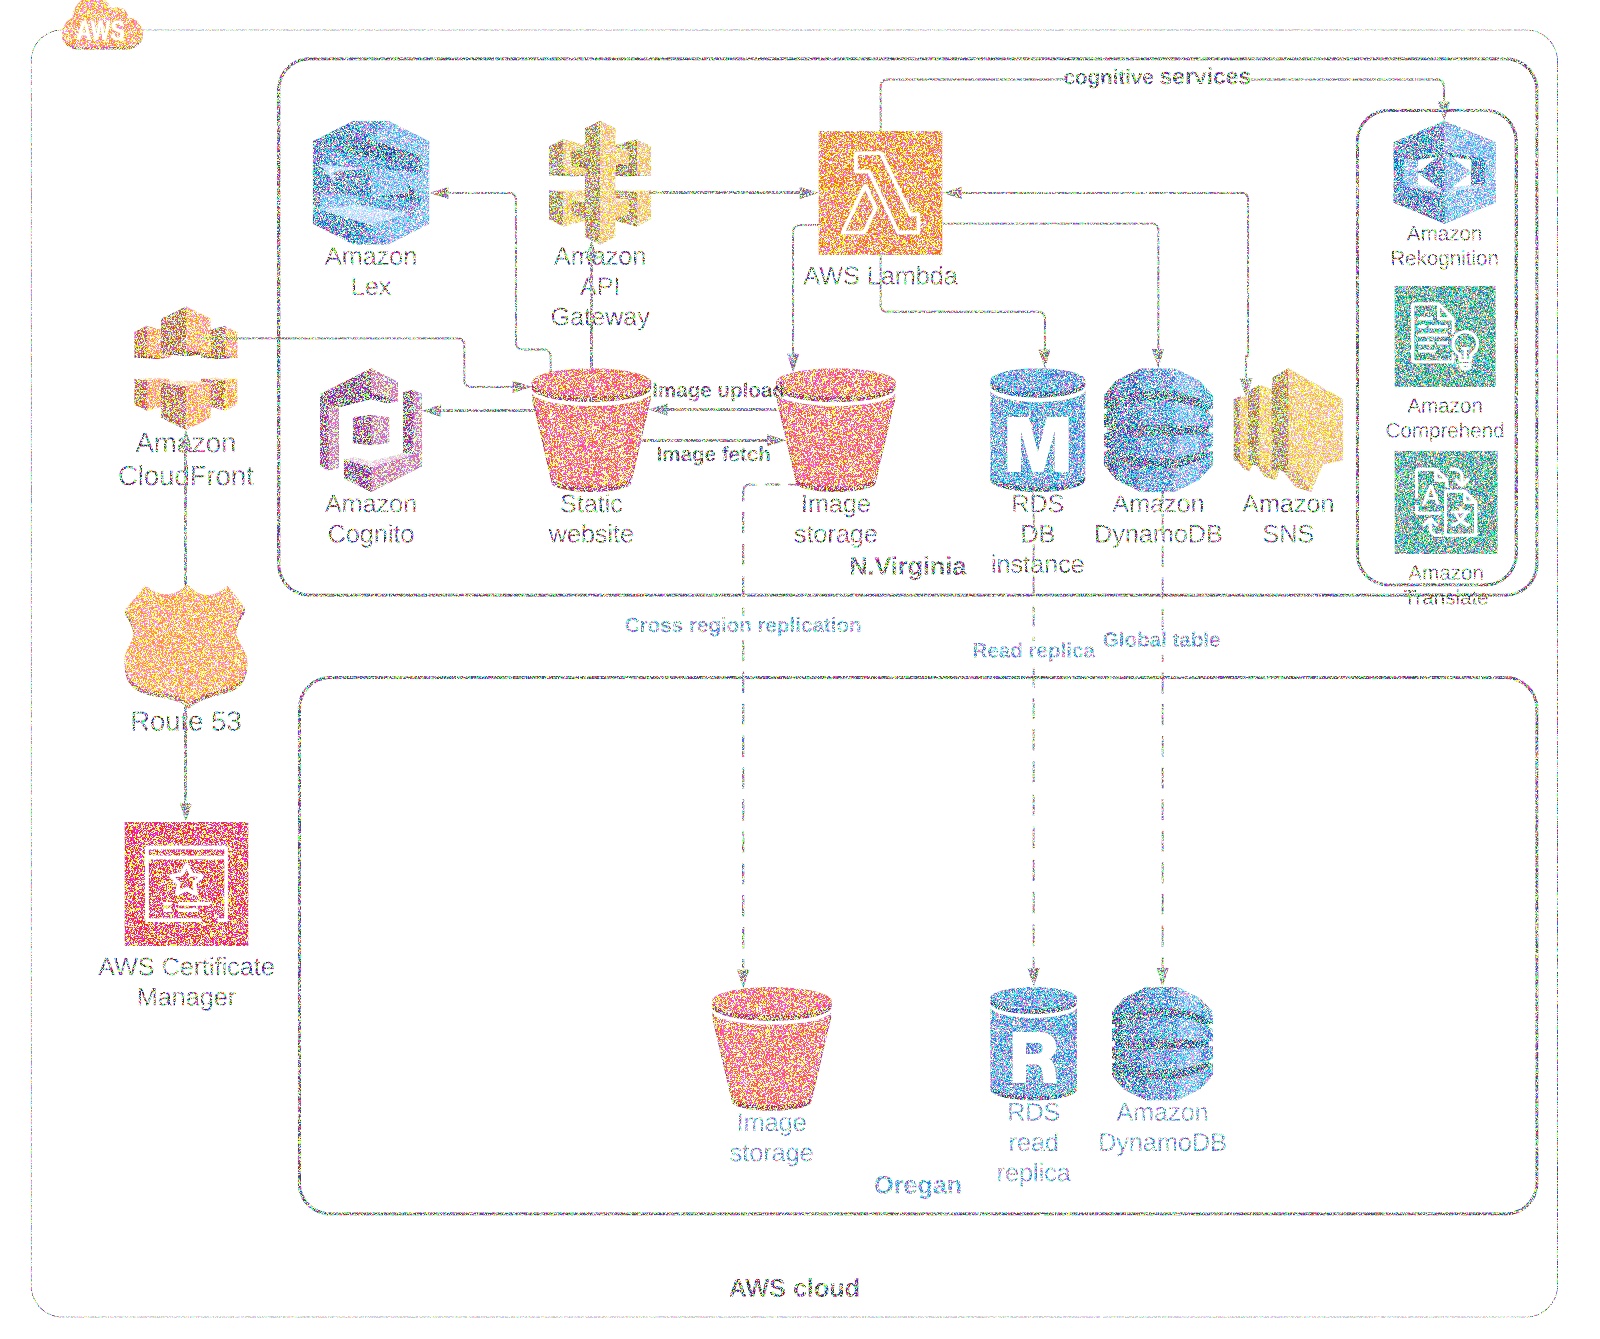 AWS
cognitive services
Amazon
Lex
Amazon
API
Gateway
AWS Lambda
Amazon
Rekognition
Amazon
Comprehend
Amazon
Translate
Amazon
CloudFront
Image upload
Image fetch
Amazon
Cognito
Static
website
Image
storage
M
RDS
DB
instance
Amazon
DynamoDB
Amazon
SNS
A
文
N.Virginia
Cross region replication
Read replica
Global table
Route 53
AWS Certificate
Manager
Image
storage
R
RDS
read
replica
Amazon
DynamoDB
Oregan
AWS cloud